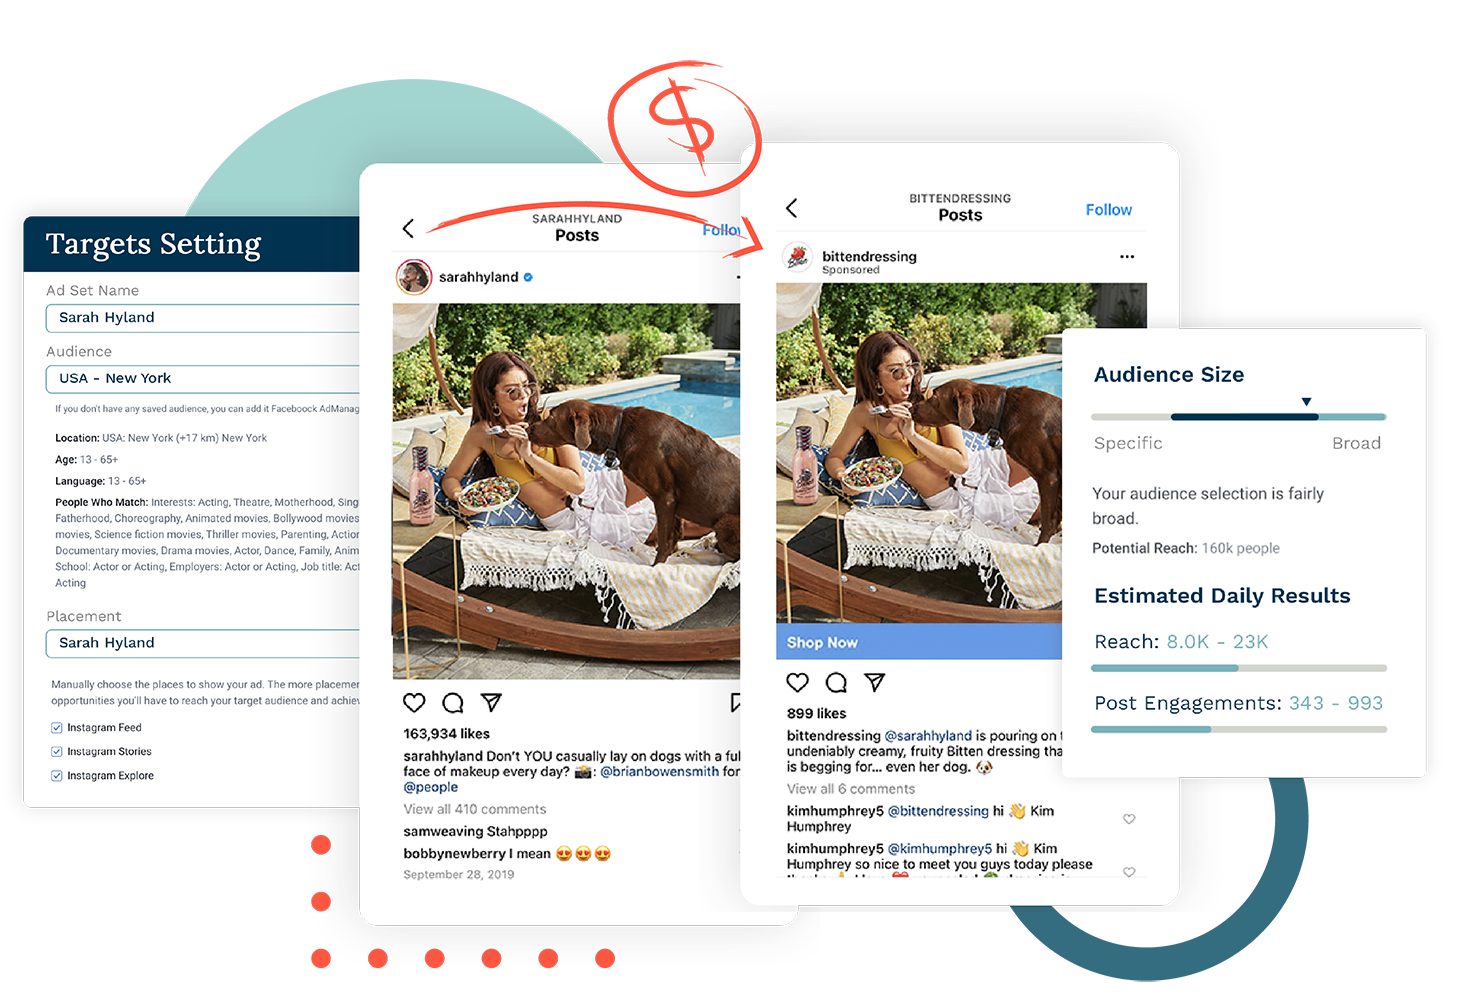 Targets Setting
Ad Set Name
Sarah Hyland
Audience
USA - New York
If you don't have any saved audience, you can add it Faceboock AdManag
Location: USA: New York (+17 km) New York
Age: 13 - 65+
Language: 13 - 65+
People Who Match: Interests: Acting, Theatre, Motherhood, Sing
Fatherhood, Choreography, Animated movies, Bollywood movies
movies, Science fiction movies, Thriller movies, Parenting, Action
Documentary movies, Drama movies, Actor, Dance, Family, Anim
School: Actor or Acting, Employers: Actor or Acting, Job title: Act
Acting
Placement
Sarah Hyland
Manually choose the places to show your ad. The more placemen
opportunities you'll have to reach your target audience and achiev
Instagram Feed
Instagram Stories
Instagram Explore
$
SARAHHYLAND
Posts
Follow
sarahhyland
163,934 likes
sarahhyland Don't YOU casually lay on dogs with a full
face of makeup every day? 📸: @brianbowensmith for
@people
View all 410 comments
samweaving Stahpppp
bobbynewberry I mean 😍😍😍
September 28, 2019
BITTENDRESSING
Posts
Follow
Bitten
bittendressing
Sponsored
Shop Now
899 likes
bittendressing @sarahhyland is pouring on t
undeniably creamy, fruity Bitten dressing tha
is begging for... even her dog. 🐶
View all 6 comments
kimhumphrey5 @bittendressing hi 👋 Kim
Humphrey
kimhumphrey5 @kimhumphrey5 hi 👋 Kim
Humphrey so nice to meet you guys today please
Audience Size
Specific
Broad
Your audience selection is fairly
broad.
Potential Reach: 160k people
Estimated Daily Results
Reach: 8.0K - 23K
Post Engagements: 343 - 993